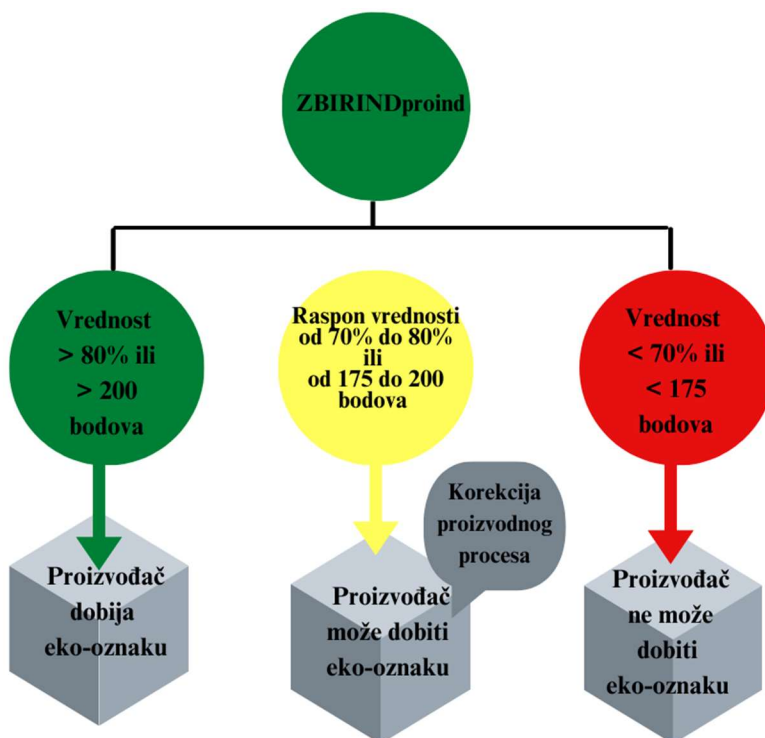 ZBIRINDproind
Vrednost
> 80% ili
> 200
bodova
Raspon vrednosti
od 70% do 80%
ili
od 175 do 200
bodova
Vrednost
< 70% ili
< 175
bodova
Korekcija
proizvodnog
procesa
Proizvođač
dobija
eko-oznaku
Proizvođač
može dobiti
eko-oznaku
Proizvođač
ne može
dobiti
eko-oznaku